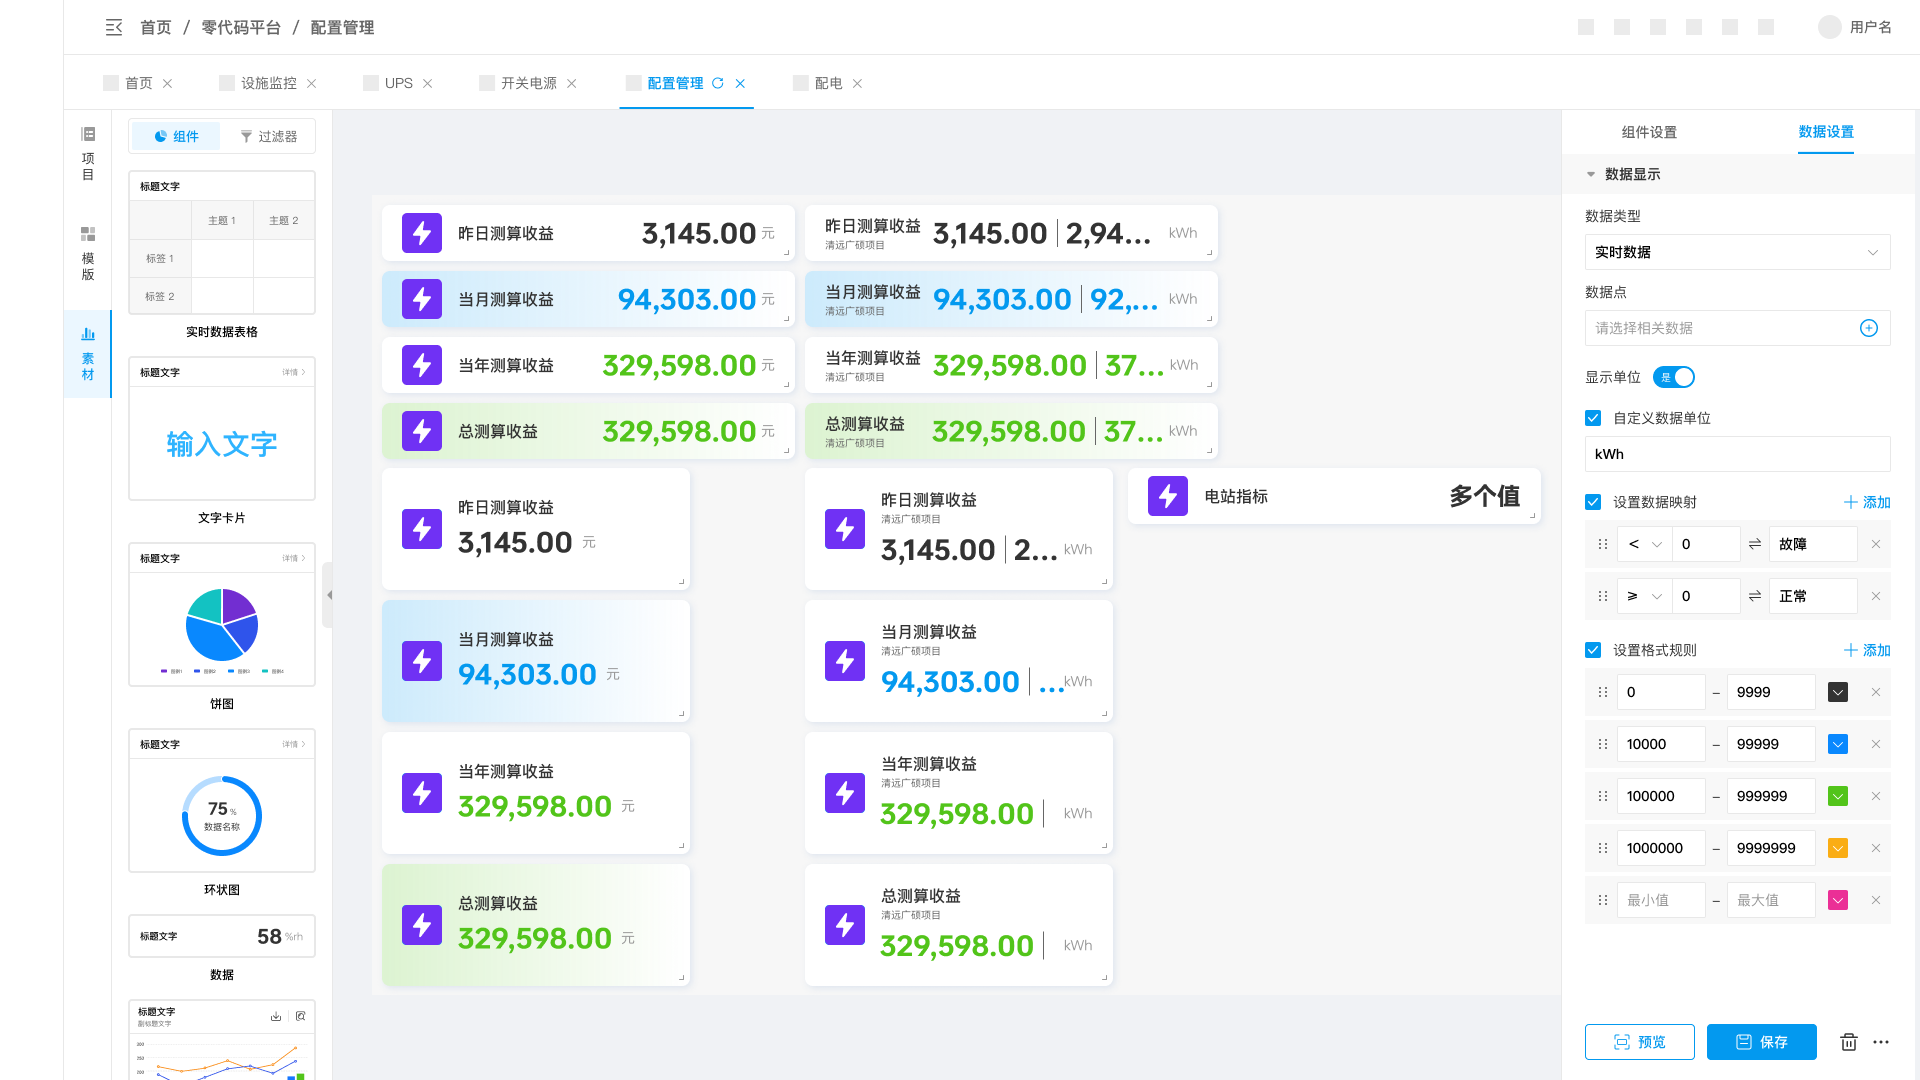 首页 / 零代码平台 / 配置管理
用户名
首页
设施监控
UPS
开关电源
配置管理
配电
项目
模版
素材
组件
过滤器
标题文字
主题 1
主题 2
标签 1
标签 2
实时数据表格
标题文字
详情
输入文字
文字卡片
标题文字
详情
图例1
图例2
图例3
图例4
饼图
标题文字
详情
75 %
数据名称
环状图
标题文字
58 %rh
数据
标题文字
副标题文字
300
250
200
昨日测算收益
3,145.00 元
昨日测算收益
清远广硕项目
3,145.00 | 2,94... kWh
当月测算收益
94,303.00 元
当月测算收益
清远广硕项目
94,303.00 | 92,... kWh
当年测算收益
329,598.00 元
当年测算收益
清远广硕项目
329,598.00 | 37... kWh
总测算收益
329,598.00 元
总测算收益
清远广硕项目
329,598.00 | 37... kWh
昨日测算收益
3,145.00 元
昨日测算收益
清远广硕项目
3,145.00 | 2... kWh
电站指标
多个值
当月测算收益
94,303.00 元
当月测算收益
清远广硕项目
94,303.00 | ... kWh
当年测算收益
329,598.00 元
当年测算收益
清远广硕项目
329,598.00 | kWh
总测算收益
329,598.00 元
总测算收益
清远广硕项目
329,598.00 | kWh
组件设置
数据设置
数据显示
数据类型
实时数据
数据点
请选择相关数据
显示单位
是
自定义数据单位
kWh
设置数据映射
添加
< 0 ⇌ 故障
≥ 0 ⇌ 正常
设置格式规则
添加
0 – 9999
10000 – 99999
100000 – 999999
1000000 – 9999999
最小值 – 最大值
预览
保存